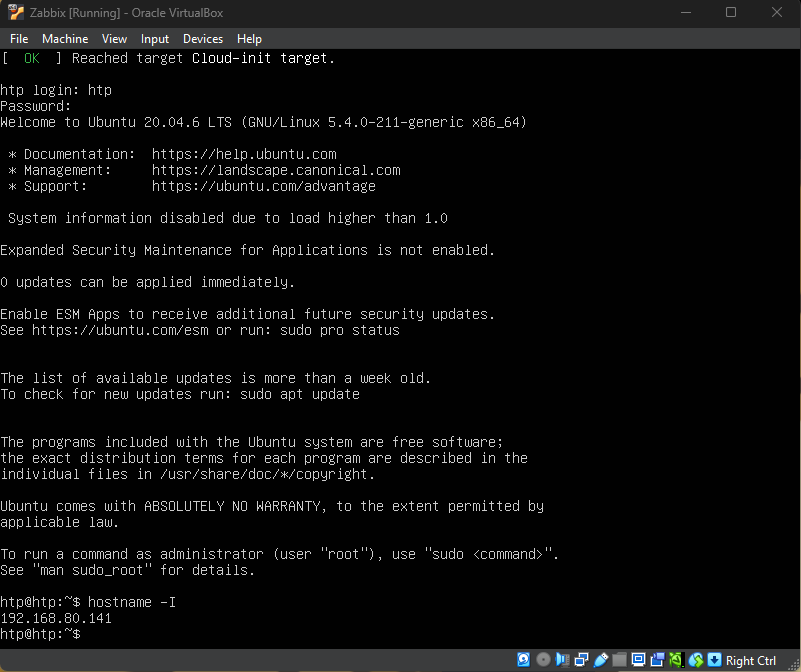 Zabbix [Running] - Oracle VirtualBox
File Machine View Input Devices Help
[  OK  ] Reached target Cloud-init target.
htp login: htp
Password:
Welcome to Ubuntu 20.04.6 LTS (GNU/Linux 5.4.0-211-generic x86_64)
 * Documentation:  https://help.ubuntu.com
 * Management:     https://landscape.canonical.com
 * Support:        https://ubuntu.com/advantage
 System information disabled due to load higher than 1.0
Expanded Security Maintenance for Applications is not enabled.
0 updates can be applied immediately.
Enable ESM Apps to receive additional future security updates.
See https://ubuntu.com/esm or run: sudo pro status
The list of available updates is more than a week old.
To check for new updates run: sudo apt update
The programs included with the Ubuntu system are free software;
the exact distribution terms for each program are described in the
individual files in /usr/share/doc/*/copyright.
Ubuntu comes with ABSOLUTELY NO WARRANTY, to the extent permitted by
applicable law.
To run a command as administrator (user "root"), use "sudo <command>".
See "man sudo_root" for details.
htp@htp:~$ hostname -I
192.168.80.141
htp@htp:~$
Right Ctrl